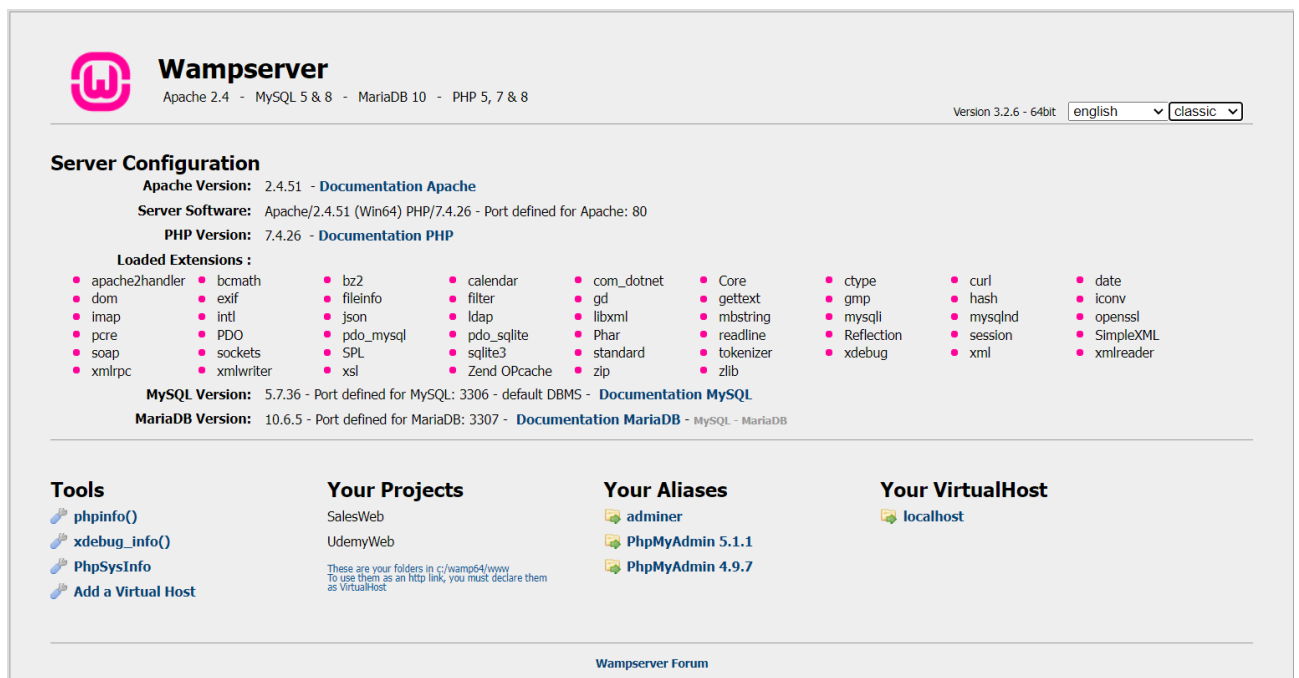 Wampserver
Apache 2.4 - MySQL 5 & 8 - MariaDB 10 - PHP 5, 7 & 8
Version 3.2.6 - 64bit english classic
Server Configuration
Apache Version: 2.4.51 - Documentation Apache
Server Software: Apache/2.4.51 (Win64) PHP/7.4.26 - Port defined for Apache: 80
PHP Version: 7.4.26 - Documentation PHP
Loaded Extensions :
apache2handler bcmath bz2 calendar com_dotnet Core ctype curl date
dom exif fileinfo filter gd gettext gmp hash iconv
imap intl json ldap libxml mbstring mysqli mysqlnd openssl
pcre PDO pdo_mysql pdo_sqlite Phar readline Reflection session SimpleXML
soap sockets SPL sqlite3 standard tokenizer xdebug xml xmlreader
xmlrpc xmlwriter xsl Zend OPcache zip zlib
MySQL Version: 5.7.36 - Port defined for MySQL: 3306 - default DBMS - Documentation MySQL
MariaDB Version: 10.6.5 - Port defined for MariaDB: 3307 - Documentation MariaDB - MySQL - MariaDB
Tools
phpinfo()
xdebug_info()
PhpSysInfo
Add a Virtual Host
Your Projects
SalesWeb
UdemyWeb
These are your folders in c:/wamp64/www
To use them as an http link, you must declare them
as VirtualHost
Your Aliases
adminer
PhpMyAdmin 5.1.1
PhpMyAdmin 4.9.7
Your VirtualHost
localhost
Wampserver Forum